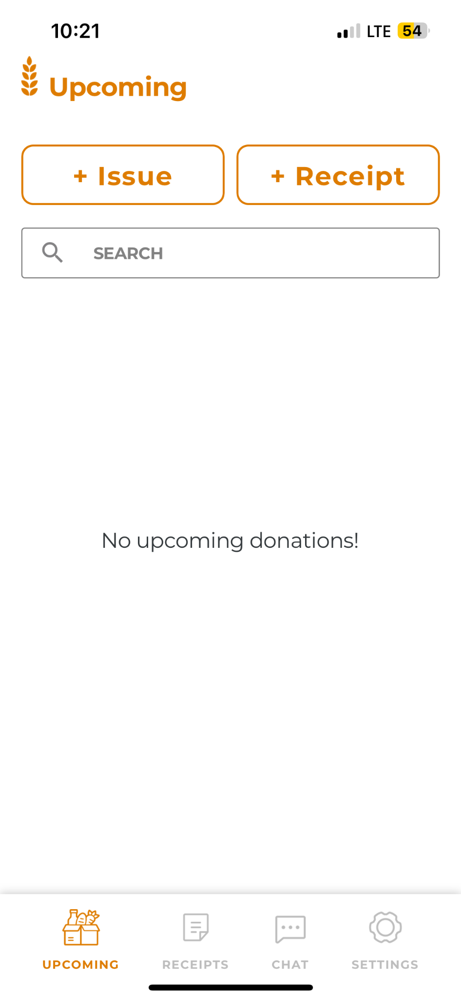 10:21 LTE 54
Upcoming
+ Issue + Receipt
SEARCH
No upcoming donations!
UPCOMING RECEIPTS CHAT SETTINGS